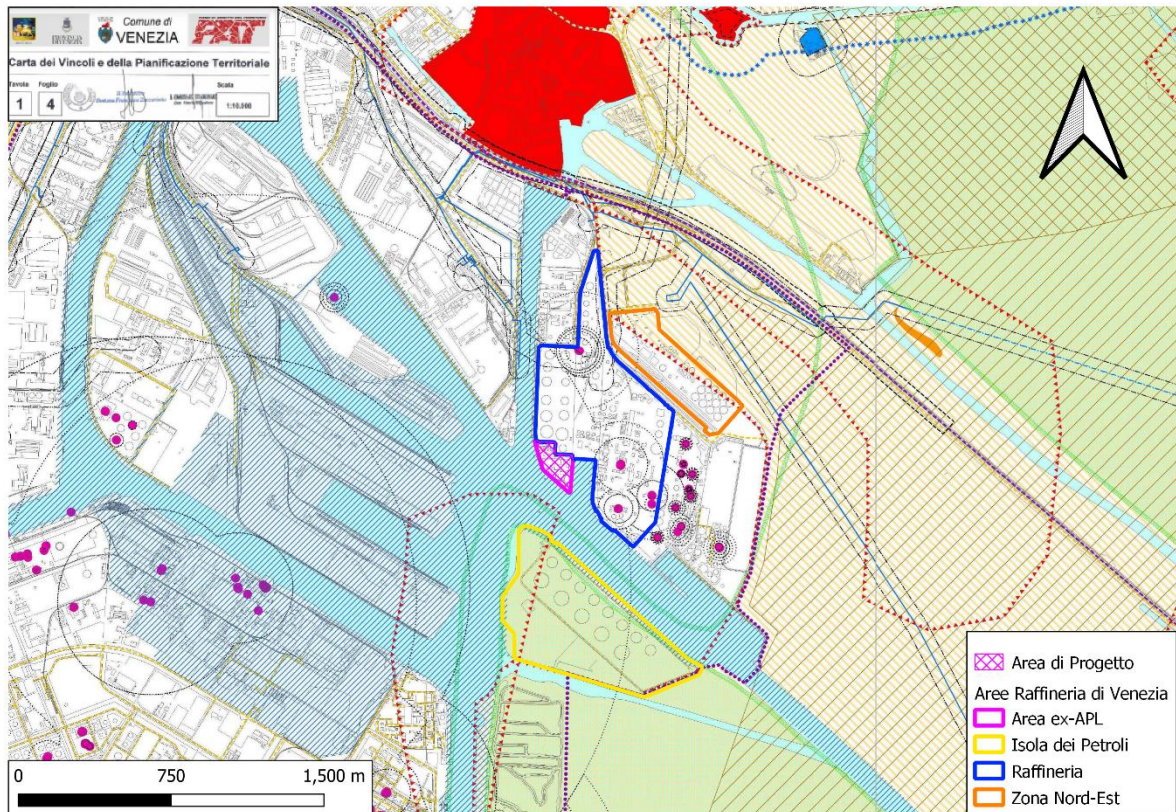 Comune di
VENEZIA
PAT
Carta dei Vincoli e della Pianificazione Territoriale
Tavola Foglio Scala
1 4 1:10.000
Area di Progetto
Aree Raffineria di Venezia
Area ex-APL
Isola dei Petroli
Raffineria
Zona Nord-Est
0 750 1,500 m